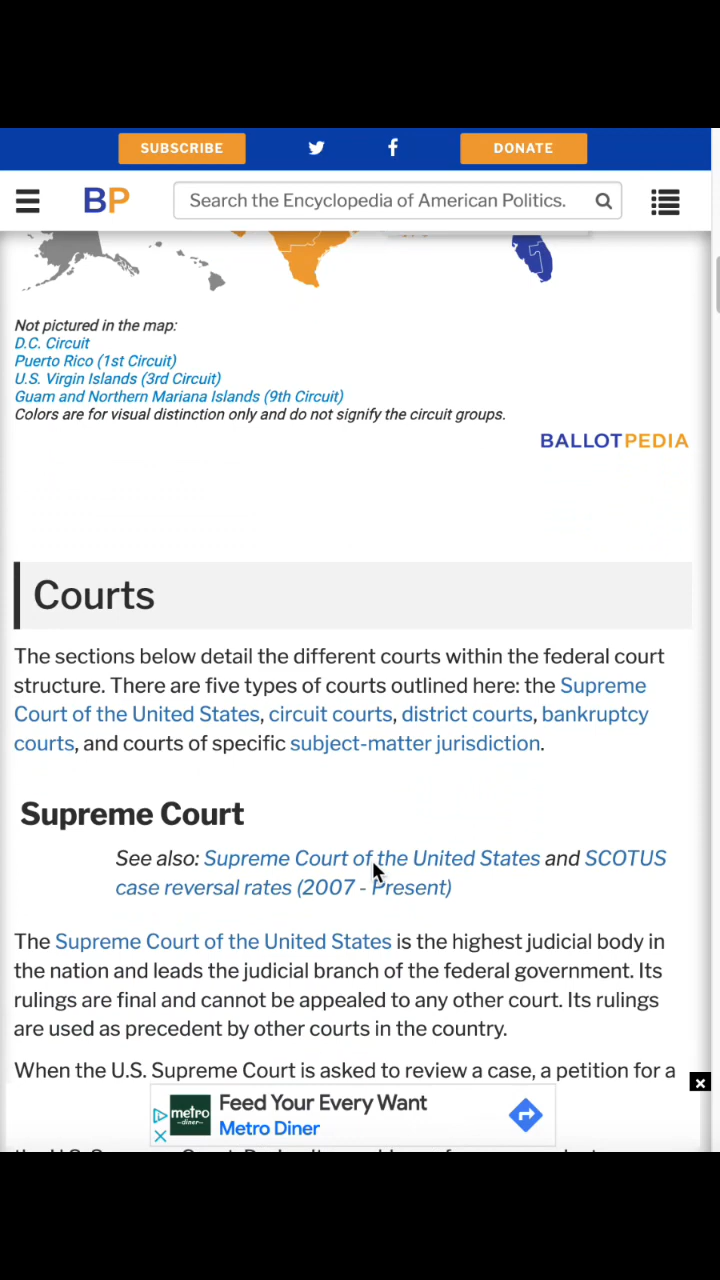 SUBSCRIBE
DONATE
BP
Search the Encyclopedia of American Politics.
Not pictured in the map:
D.C. Circuit
Puerto Rico (1st Circuit)
U.S. Virgin Islands (3rd Circuit)
Guam and Northern Mariana Islands (9th Circuit)
Colors are for visual distinction only and do not signify the circuit groups.
BALLOTPEDIA
Courts
The sections below detail the different courts within the federal court
structure. There are five types of courts outlined here: the Supreme
Court of the United States, circuit courts, district courts, bankruptcy
courts, and courts of specific subject-matter jurisdiction.
Supreme Court
See also: Supreme Court of the United States and SCOTUS
case reversal rates (2007 - Present)
The Supreme Court of the United States is the highest judicial body in
the nation and leads the judicial branch of the federal government. Its
rulings are final and cannot be appealed to any other court. Its rulings
are used as precedent by other courts in the country.
When the U.S. Supreme Court is asked to review a case, a petition for a
metro
diner
Feed Your Every Want
Metro Diner